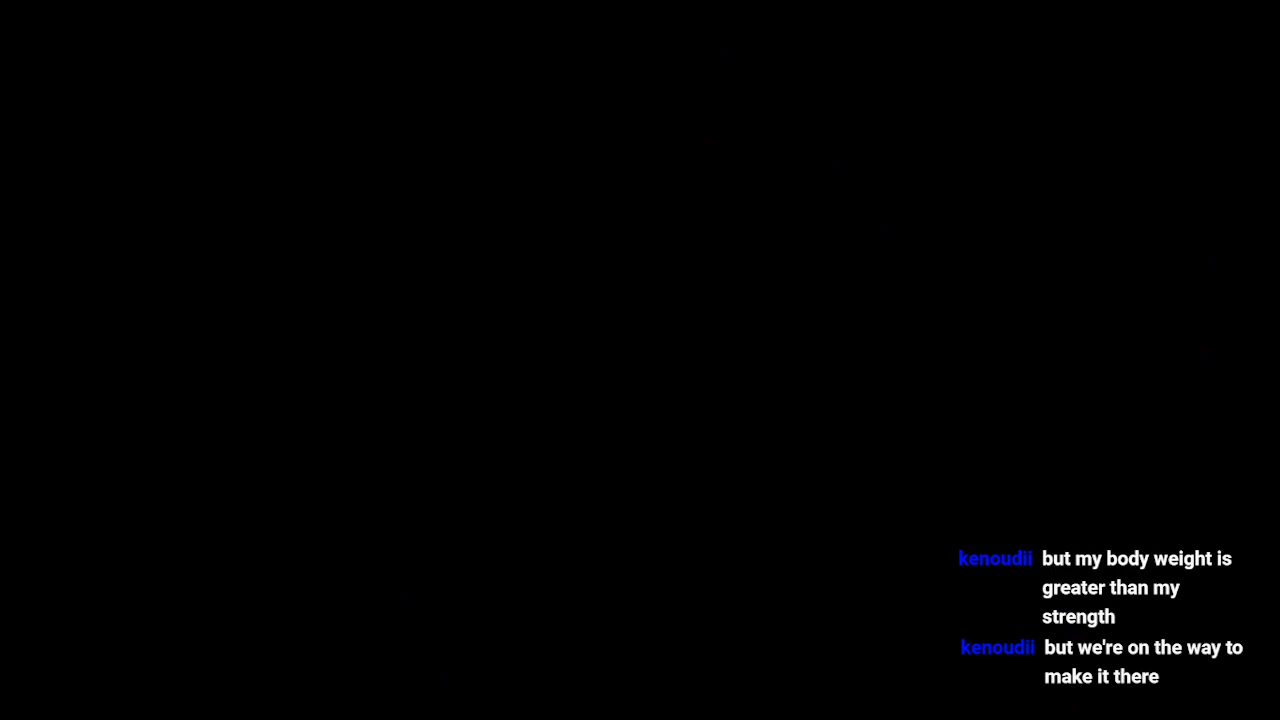 kenoudii but my body weight is
greater than my
strength
kenoudii but we're on the way to
make it there